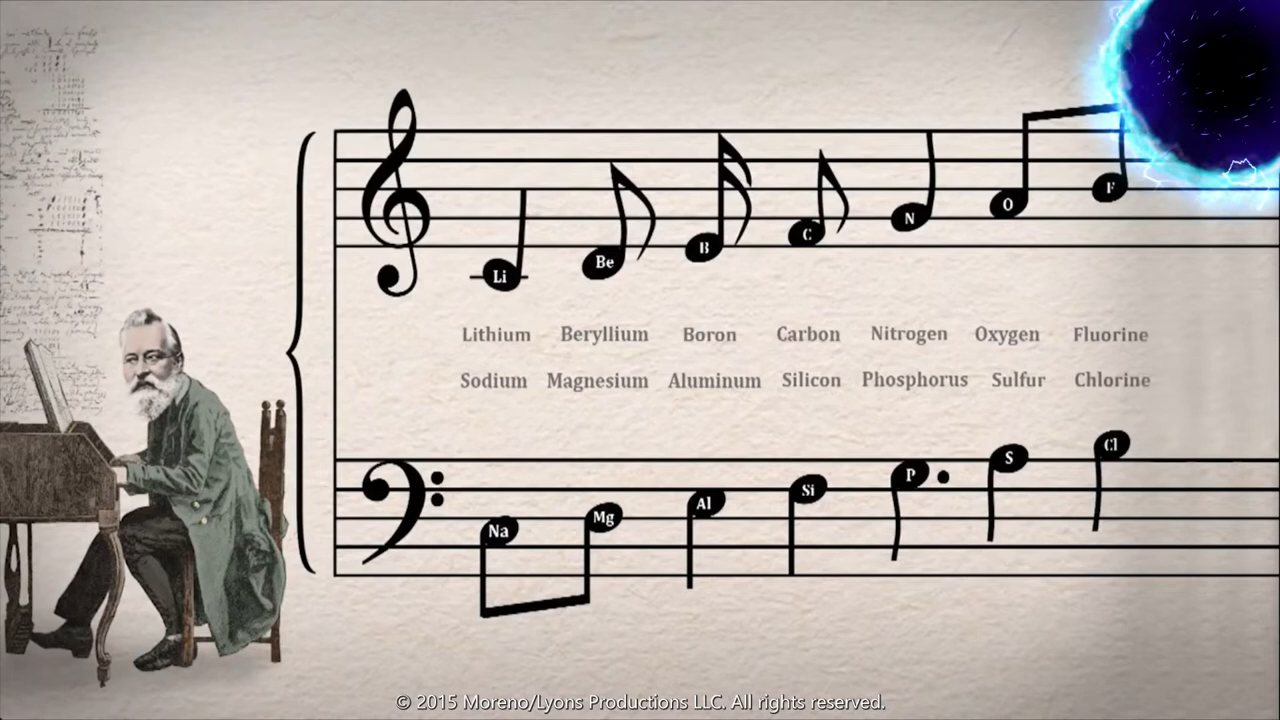 Li Be B C N O F
Lithium Beryllium Boron Carbon Nitrogen Oxygen Fluorine
Sodium Magnesium Aluminum Silicon Phosphorus Sulfur Chlorine
Na Mg Al Si P S Cl
© 2015 Moreno/Lyons Productions LLC. All rights reserved.